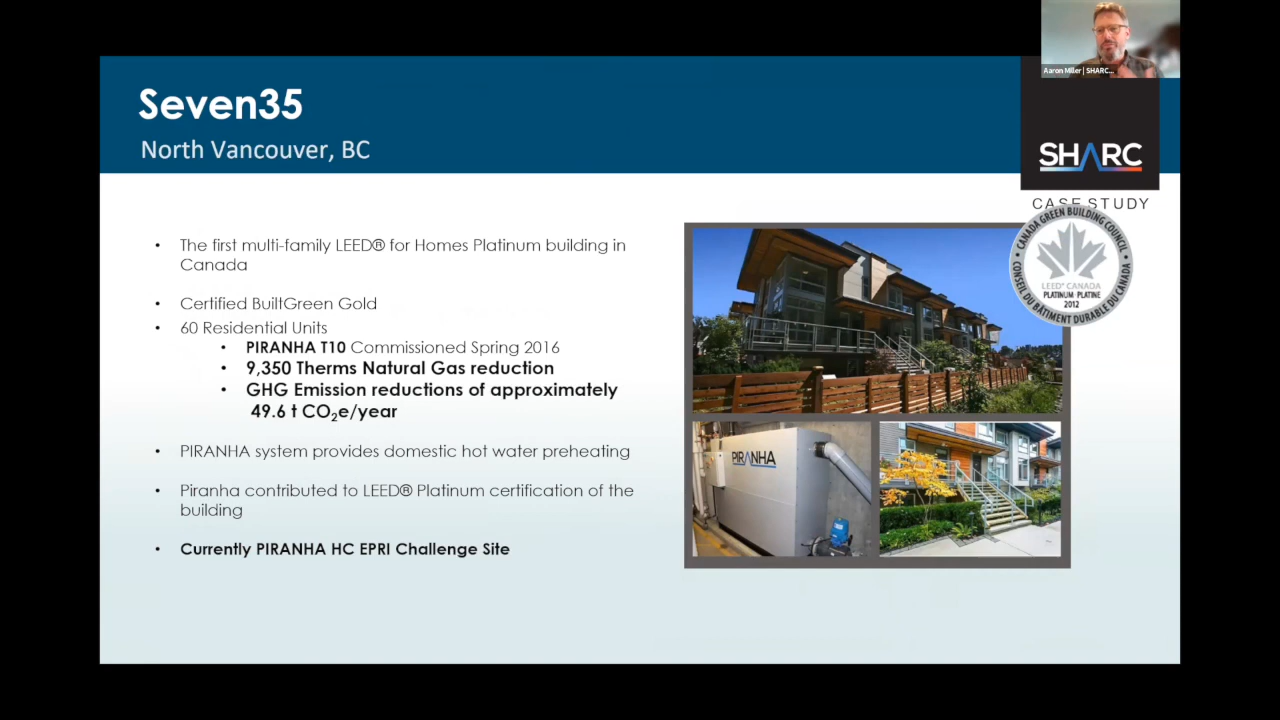 Aaron Miller | SHARC...
Seven35
North Vancouver, BC
SHARC
CASE STUDY
• The first multi-family LEED® for Homes Platinum building in
Canada
• Certified BuiltGreen Gold
• 60 Residential Units
• PIRANHA T10 Commissioned Spring 2016
• 9,350 Therms Natural Gas reduction
• GHG Emission reductions of approximately
49.6 t CO₂e/year
• PIRANHA system provides domestic hot water preheating
• Piranha contributed to LEED® Platinum certification of the
building
• Currently PIRANHA HC EPRI Challenge Site
• CANADA GREEN BUILDING COUNCIL •
CONSEIL DU BÂTIMENT DURABLE DU CANADA
LEED® CANADA
PLATINUM·PLATINE
2012
PIRANHA